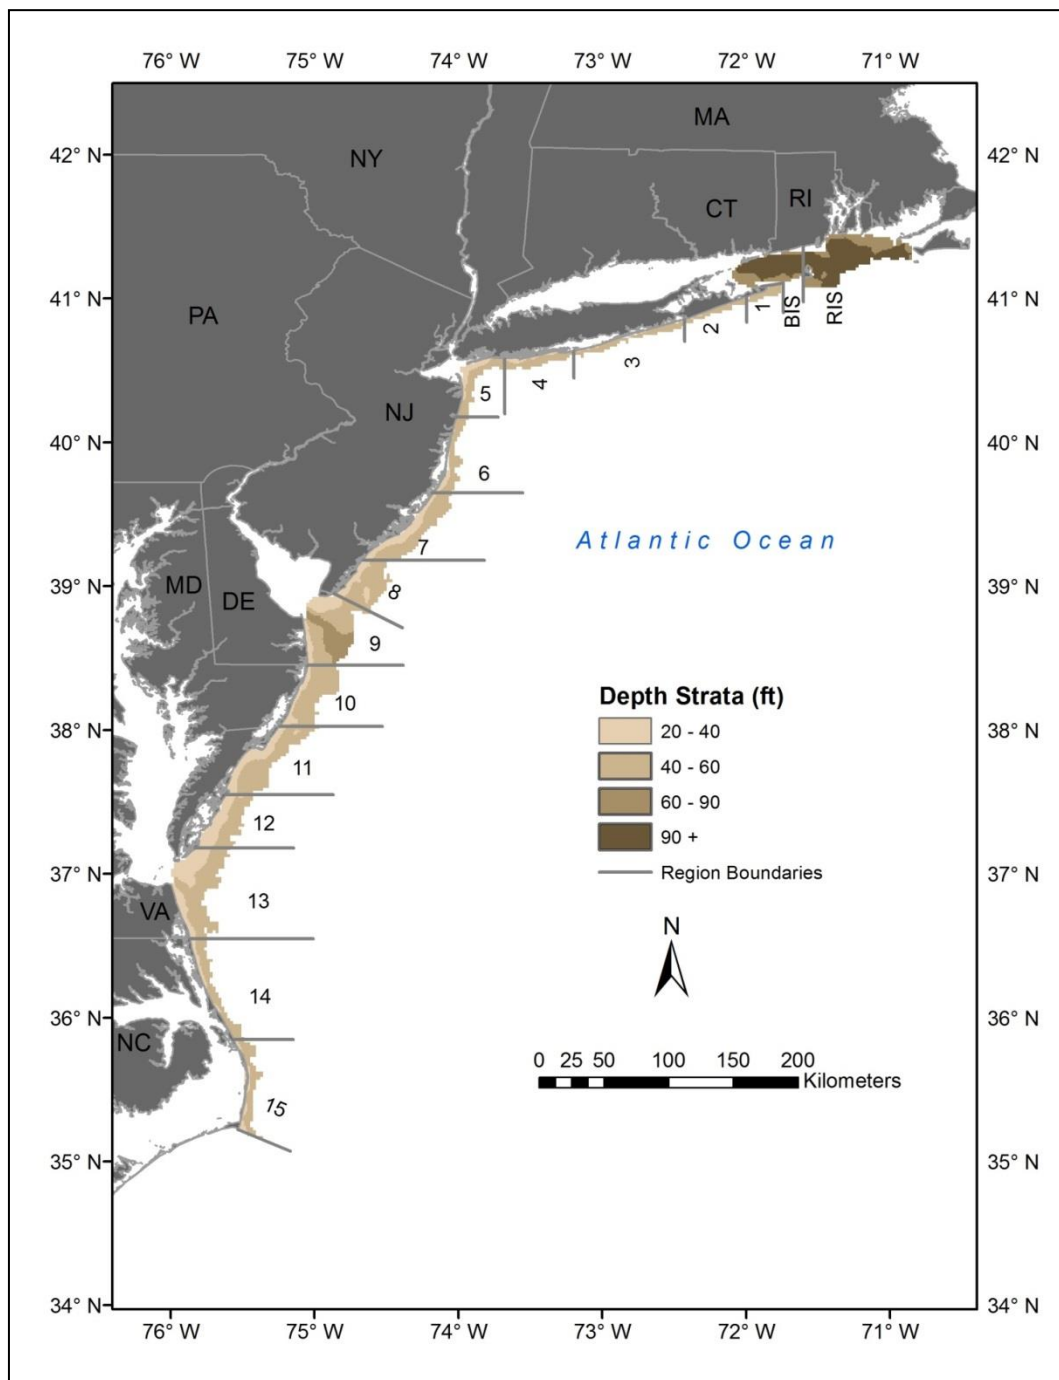 76° W 75° W 74° W 73° W 72° W 71° W
MA
42° N 42° N
NY
CT RI
41° N 41° N
PA
1 BIS RIS
2
3
4
5
NJ
40° N 40° N
6
Atlantic Ocean
7
39° N 39° N
MD DE 8
9
Depth Strata (ft)
10
20 - 40
38° N 38° N
40 - 60
11
60 - 90
12
90 +
37° N 37° N
Region Boundaries
13
VA
N
14
36° N 36° N
NC
0 25 50 100 150 200
Kilometers
15
35° N 35° N
34° N 34° N
76° W 75° W 74° W 73° W 72° W 71° W